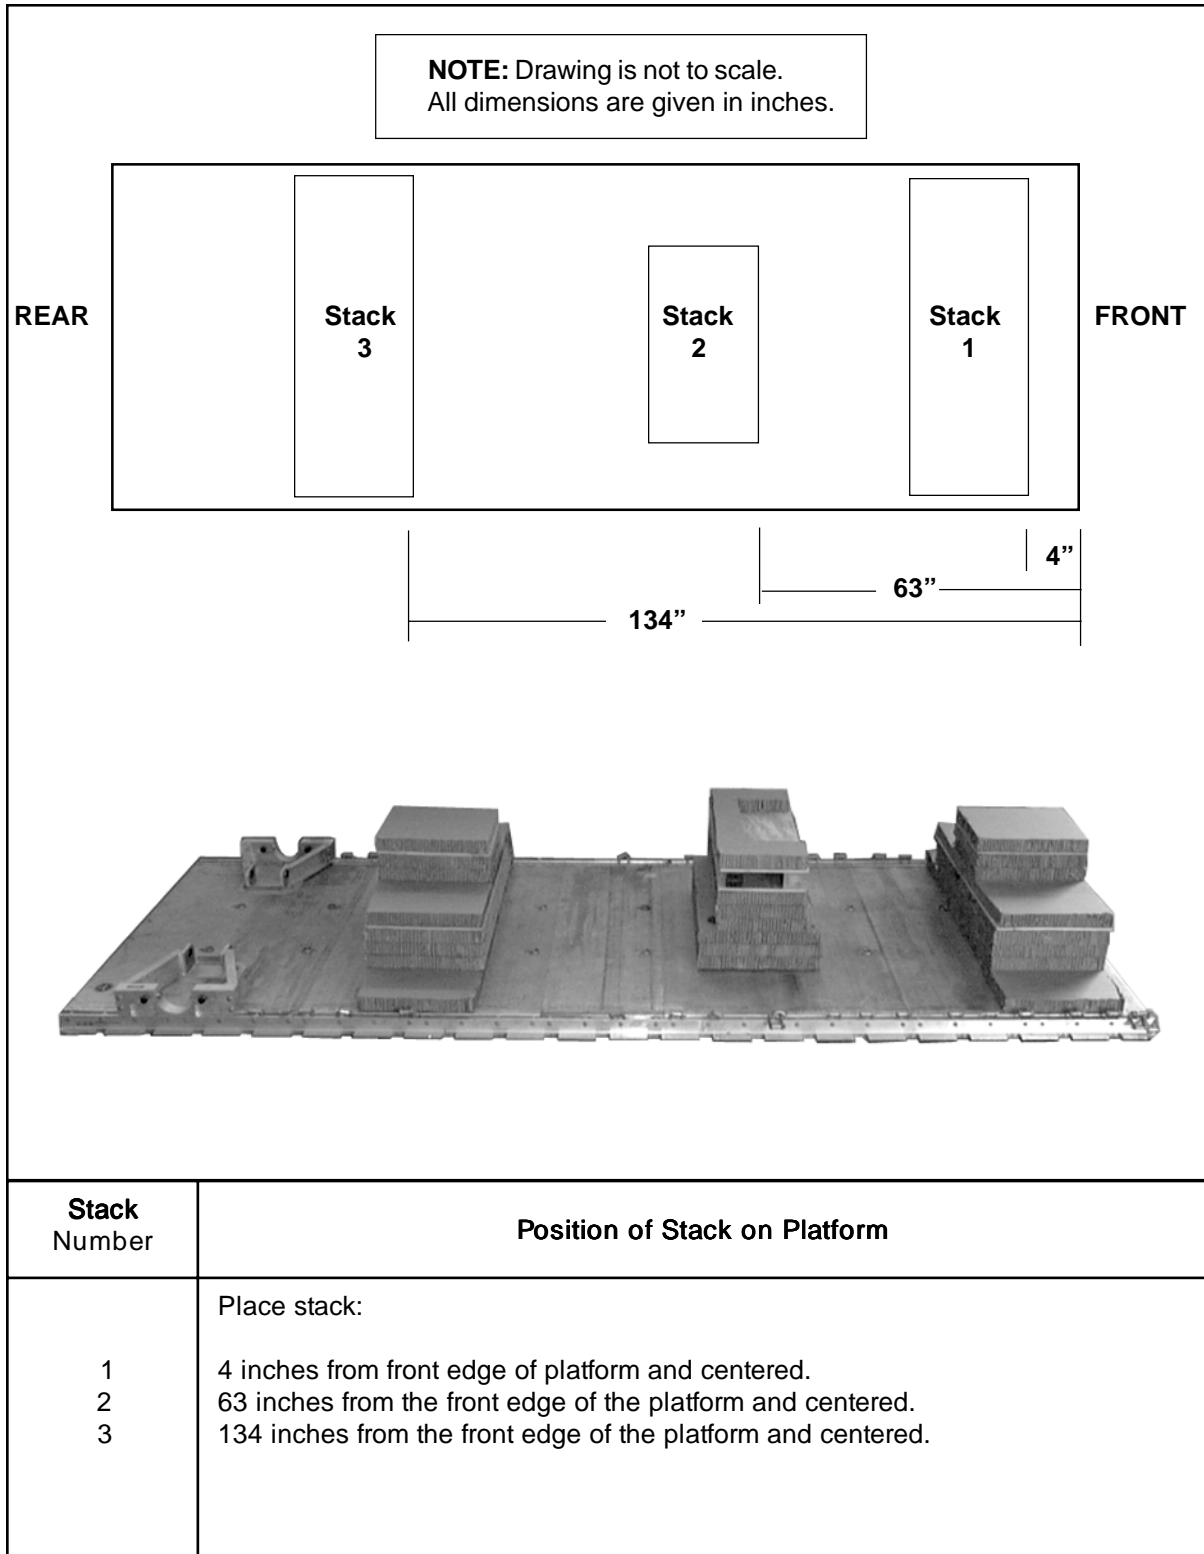 NOTE: Drawing is not to scale.
All dimensions are given in inches.
REAR
Stack
3
Stack
2
Stack
1
FRONT
4”
63”
134”
Stack
Number
Position of Stack on Platform
Place stack:
1 4 inches from front edge of platform and centered.
2 63 inches from the front edge of the platform and centered.
3 134 inches from the front edge of the platform and centered.